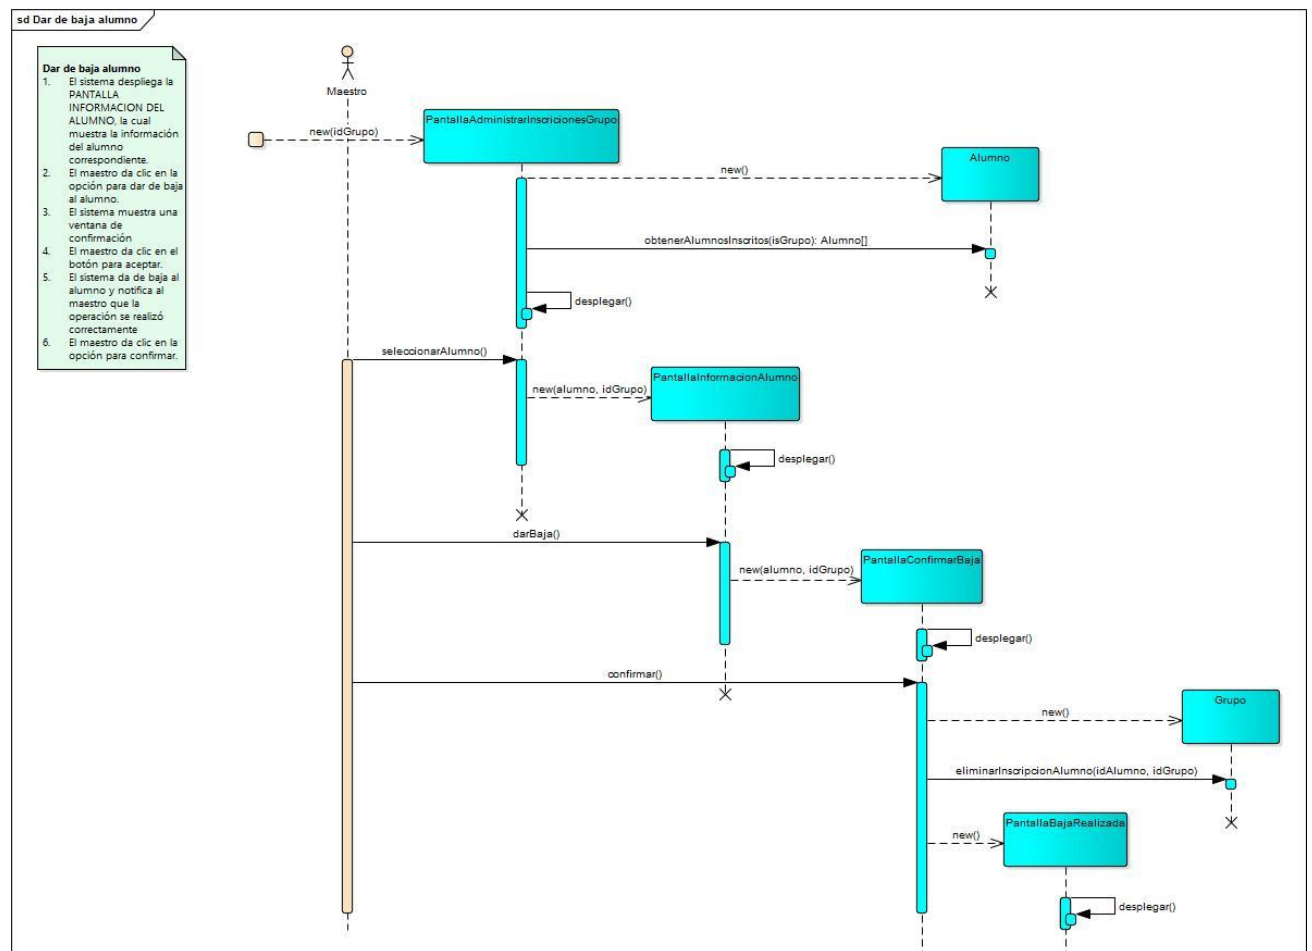 sd Dar de baja alumno
Dar de baja alumno
1. El sistema despliega la
PANTALLA
INFORMACION DEL
ALUMNO, la cual
muestra la información
del alumno
correspondiente.
2. El maestro da clic en la
opción para dar de baja
al alumno.
3. El sistema muestra una
ventana de
confirmación
4. El maestro da clic en el
botón para aceptar.
5. El sistema da de baja al
alumno y notifica al
maestro que la
operación se realizó
correctamente
6. El maestro da clic en la
opción para confirmar.
Maestro
new(idGrupo)
PantallaAdministrarInscricionesGrupo
new()
Alumno
obtenerAlumnosInscritos(isGrupo): Alumno[]
desplegar()
seleccionarAlumno()
new(alumno, idGrupo)
PantallaInformacionAlumno
desplegar()
darBaja()
new(alumno, idGrupo)
PantallaConfirmarBaja
desplegar()
confirmar()
new()
Grupo
eliminarInscripcionAlumno(idAlumno, idGrupo)
new()
PantallaBajaRealizada
desplegar()